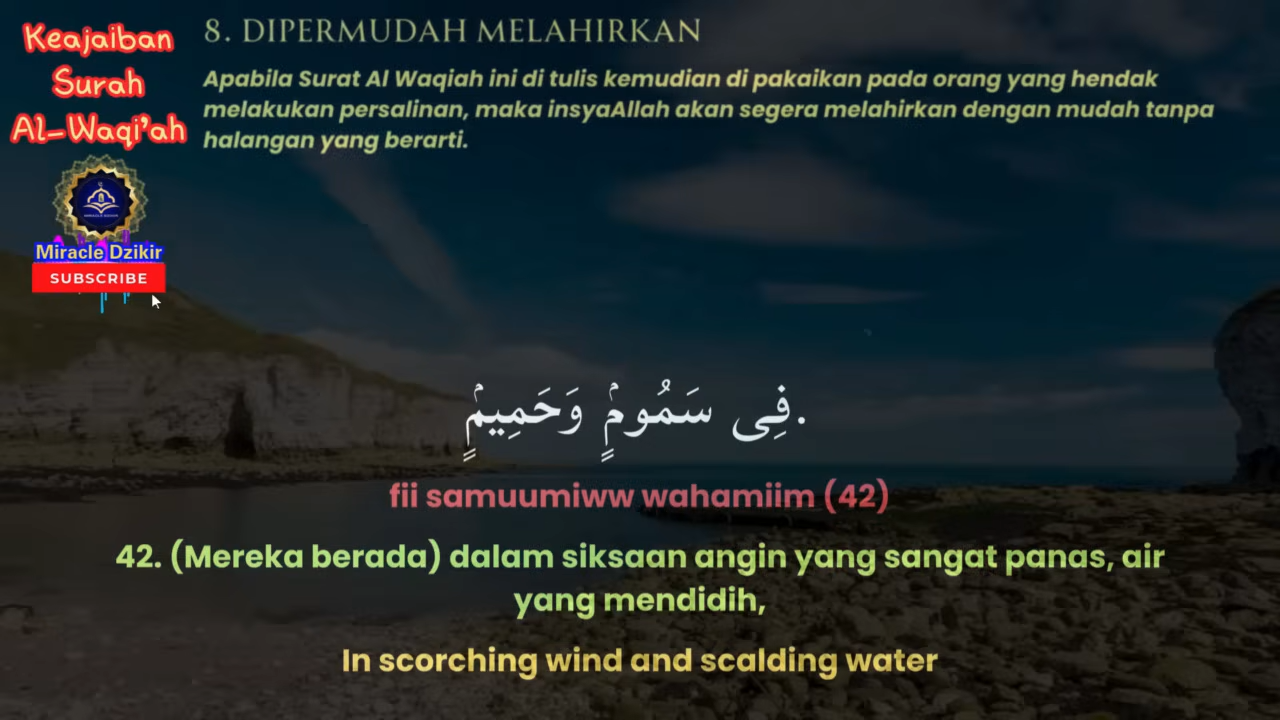 Keajaiban
Surah
Al-Waqi'ah
Miracle Dzikir
SUBSCRIBE
8. DIPERMUDAH MELAHIRKAN
Apabila Surat Al Waqiah ini di tulis kemudian di pakaikan pada orang yang hendak
melakukan persalinan, maka insyaAllah akan segera melahirkan dengan mudah tanpa
halangan yang berarti.
.فِى سَمُومٍۢ وَحَمِيمٍۢ
fii samuumiww wahamiim (42)
42. (Mereka berada) dalam siksaan angin yang sangat panas, air
yang mendidih,
In scorching wind and scalding water